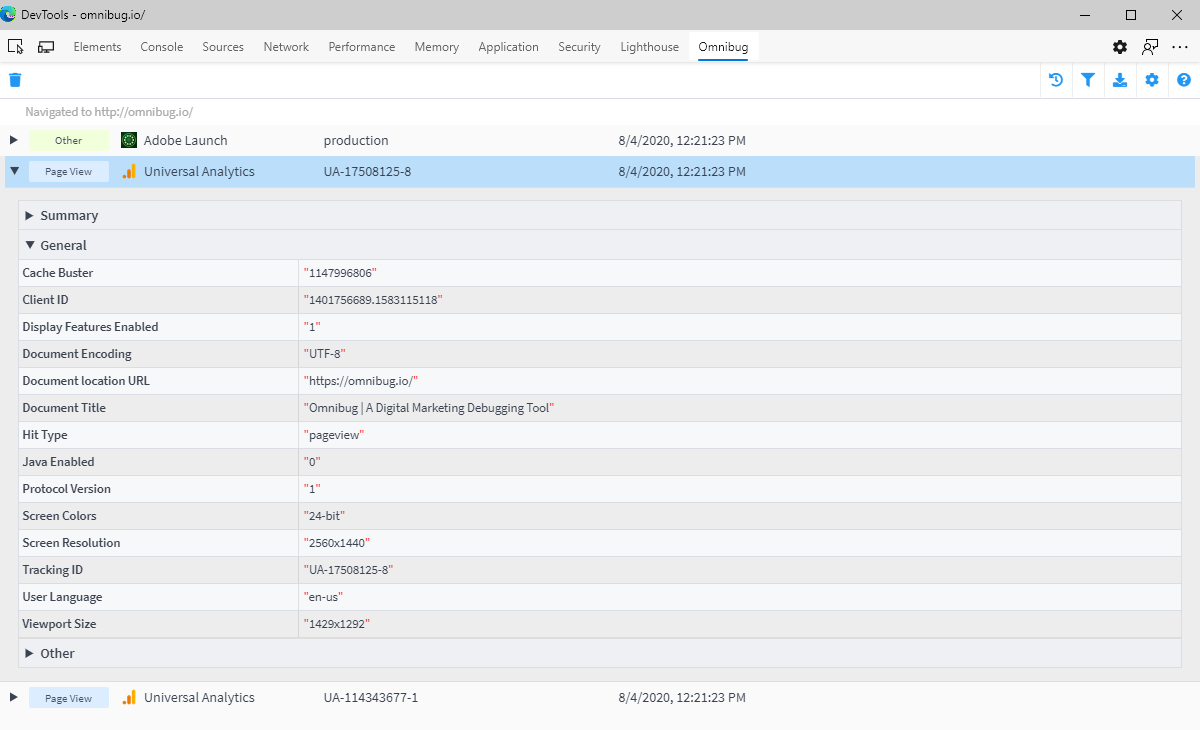 DevTools - omnibug.io/
Elements Console Sources Network Performance Memory Application Security Lighthouse Omnibug
Navigated to http://omnibug.io/
Other Adobe Launch production 8/4/2020, 12:21:23 PM
Page View Universal Analytics UA-17508125-8 8/4/2020, 12:21:23 PM
Summary
General
Cache Buster "1147996806"
Client ID "1401756689.1583115118"
Display Features Enabled "1"
Document Encoding "UTF-8"
Document location URL "https://omnibug.io/"
Document Title "Omnibug | A Digital Marketing Debugging Tool"
Hit Type "pageview"
Java Enabled "0"
Protocol Version "1"
Screen Colors "24-bit"
Screen Resolution "2560x1440"
Tracking ID "UA-17508125-8"
User Language "en-us"
Viewport Size "1429x1292"
Other
Page View Universal Analytics UA-114343677-1 8/4/2020, 12:21:23 PM